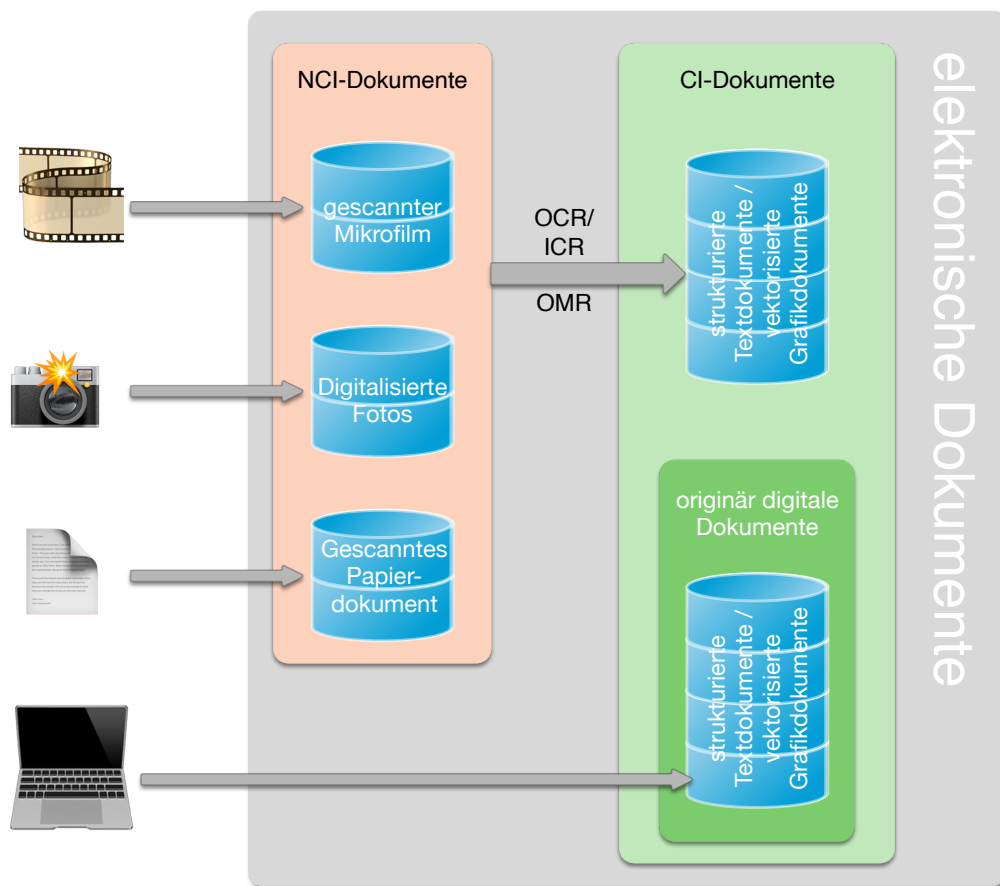 NCI-Dokumente
gescannter
Mikrofilm
Digitalisierte
Fotos
Gescanntes
Papier-
dokument
OCR/
ICR
OMR
CI-Dokumente
strukturierte
Textdokumente /
vektorisierte
Grafikdokumente
originär digitale
Dokumente
strukturierte
Textdokumente /
vektorisierte
Grafikdokumente
elektronische Dokumente